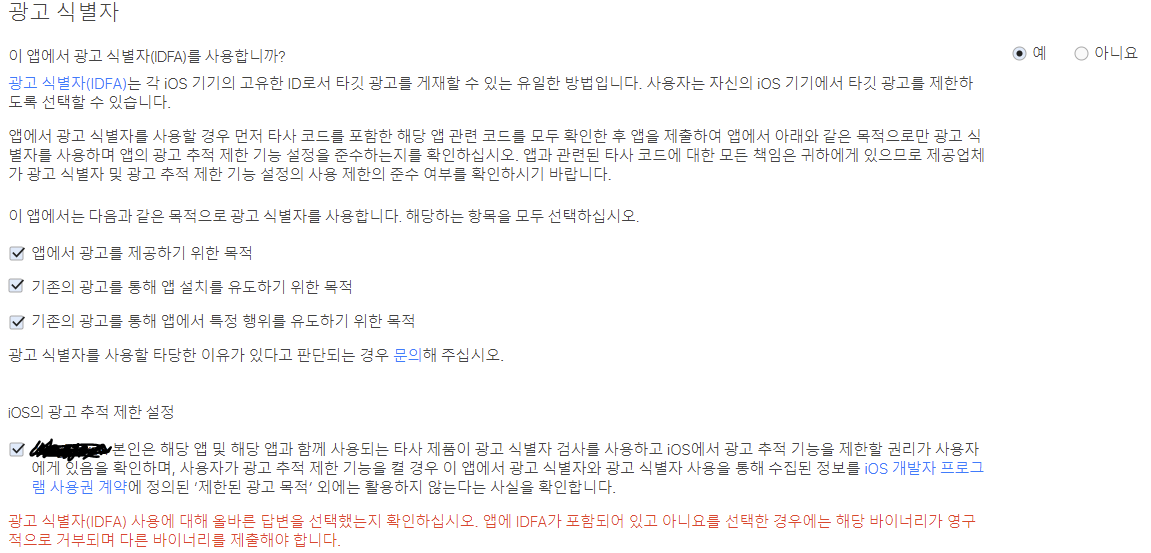 광고 식별자
이 앱에서 광고 식별자(IDFA)를 사용합니까?
예
아니요
광고 식별자(IDFA)는 각 iOS 기기의 고유한 ID로서 타깃 광고를 게재할 수 있는 유일한 방법입니다. 사용자는 자신의 iOS 기기에서 타깃 광고를 제한하
도록 선택할 수 있습니다.
앱에서 광고 식별자를 사용할 경우 먼저 타사 코드를 포함한 해당 앱 관련 코드를 모두 확인한 후 앱을 제출하여 앱에서 아래와 같은 목적으로만 광고 식
별자를 사용하며 앱의 광고 추적 제한 기능 설정을 준수하는지를 확인하십시오. 앱과 관련된 타사 코드에 대한 모든 책임은 귀하에게 있으므로 제공업체
가 광고 식별자 및 광고 추적 제한 기능 설정의 사용 제한의 준수 여부를 확인하시기 바랍니다.
이 앱에서는 다음과 같은 목적으로 광고 식별자를 사용합니다. 해당하는 항목을 모두 선택하십시오.
앱에서 광고를 제공하기 위한 목적
기존의 광고를 통해 앱 설치를 유도하기 위한 목적
기존의 광고를 통해 앱에서 특정 행위를 유도하기 위한 목적
광고 식별자를 사용할 타당한 이유가 있다고 판단되는 경우 문의해 주십시오.
iOS의 광고 추적 제한 설정
본인은 해당 앱 및 해당 앱과 함께 사용되는 타사 제품이 광고 식별자 검사를 사용하고 iOS에서 광고 추적 기능을 제한할 권리가 사용자
에게 있음을 확인하며, 사용자가 광고 추적 제한 기능을 켤 경우 이 앱에서 광고 식별자와 광고 식별자 사용을 통해 수집된 정보를 iOS 개발자 프로그
램 사용권 계약에 정의된 ‘제한된 광고 목적’ 외에는 활용하지 않는다는 사실을 확인합니다.
광고 식별자(IDFA) 사용에 대해 올바른 답변을 선택했는지 확인하십시오. 앱에 IDFA가 포함되어 있고 아니요를 선택한 경우에는 해당 바이너리가 영구
적으로 거부되며 다른 바이너리를 제출해야 합니다.